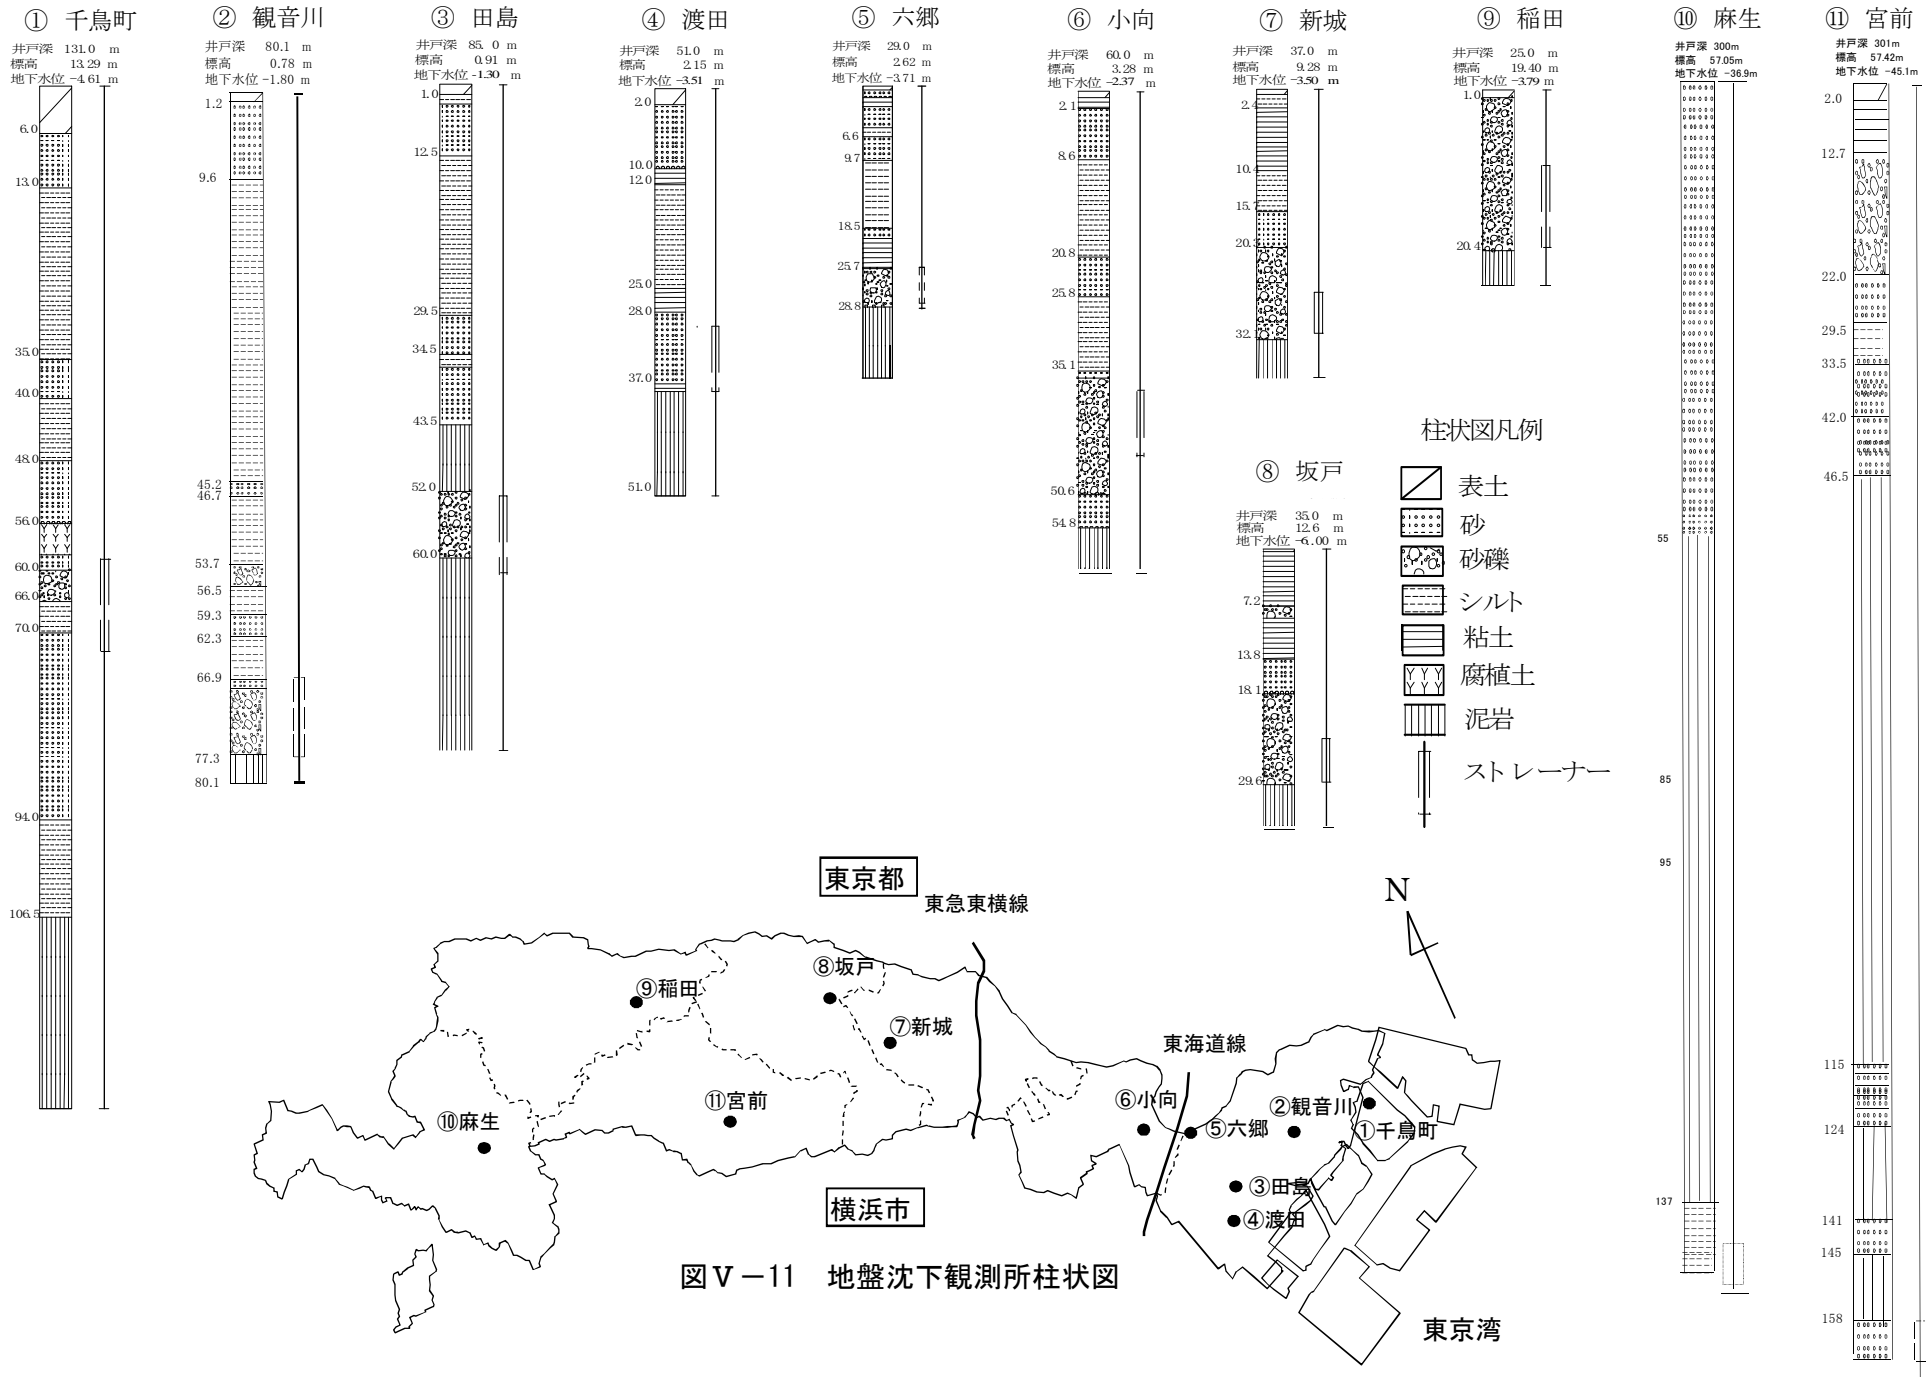 ① 千鳥町
井戸深 131.0 m
標高 13.29 m
地下水位 -4.61 m
6.0
13.0
35.0
40.0
48.0
56.0
60.0
66.0
70.0
94.0
106.5
② 観音川
井戸深 80.1 m
標高 0.78 m
地下水位 -1.80 m
1.2
9.6
45.2
46.7
53.7
56.5
59.3
62.3
66.9
77.3
80.1
③ 田島
井戸深 85.0 m
標高 0.91 m
地下水位 -1.30 m
1.0
12.5
29.5
34.5
43.5
52.0
60.0
④ 渡田
井戸深 51.0 m
標高 2.15 m
地下水位 -3.51 m
2.0
10.0
12.0
25.0
28.0
37.0
51.0
⑤ 六郷
井戸深 29.0 m
標高 2.62 m
地下水位 -3.71 m
6.6
9.7
18.5
25.7
28.8
⑥ 小向
井戸深 60.0 m
標高 3.28 m
地下水位 -2.37 m
2.1
8.6
20.8
25.8
35.1
50.6
54.8
⑦ 新城
井戸深 37.0 m
標高 9.28 m
地下水位 -3.50 m
2.4
10.4
15.7
20.3
32.1
⑧ 坂戸
井戸深 35.0 m
標高 12.6 m
地下水位 -6.00 m
7.2
13.8
18.1
29.6
⑨ 稲田
井戸深 25.0 m
標高 19.40 m
地下水位 -3.79 m
1.0
20.4
柱状図凡例
表土
砂
砂礫
シルト
粘土
腐植土
泥岩
ストレーナー
⑩ 麻生
井戸深 300m
標高 57.05m
地下水位 -36.9m
55
85
95
137
⑪ 宮前
井戸深 301m
標高 57.42m
地下水位 -45.1m
2.0
12.7
22.0
29.5
33.5
42.0
46.5
115
124
141
145
158
東京都
東急東横線
N
⑧坂戸
⑨稲田
⑦新城
東海道線
⑪宮前
⑩麻生
⑥小向
⑤六郷
②観音川
①千鳥町
③田島
④渡田
横浜市
図Ⅴ－11 地盤沈下観測所柱状図
東京湾